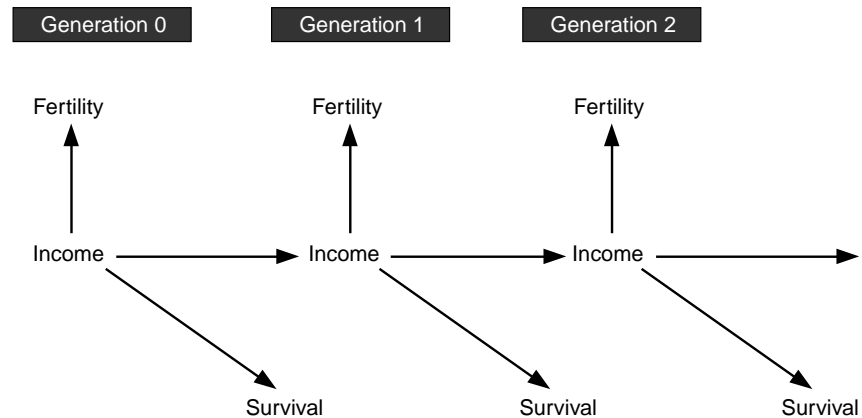 Generation 0 Generation 1 Generation 2
Fertility Fertility Fertility
Income Income Income
Survival Survival Survival